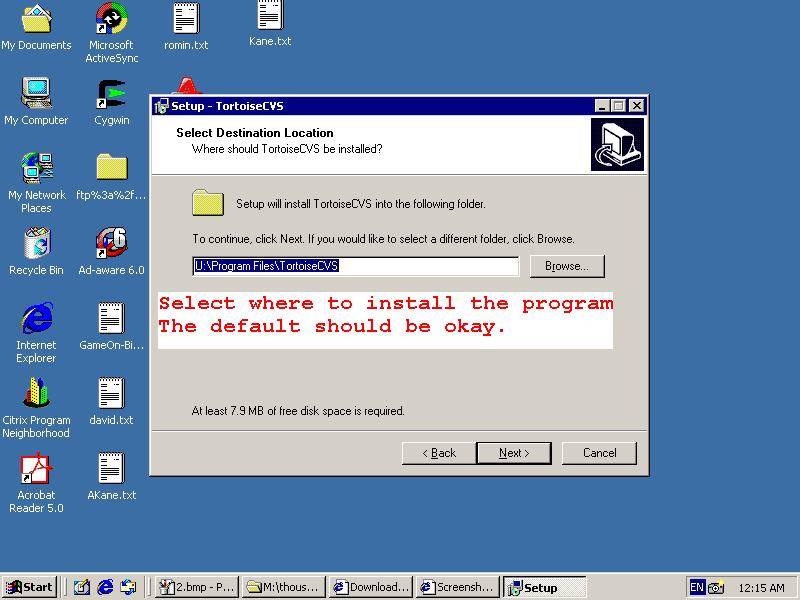 My Documents
Microsoft
ActiveSync
romin.txt
Kane.txt
My Computer
Cygwin
My Network
Places
ftp%3a%2f...
Recycle Bin
Ad-aware 6.0
Internet
Explorer
GameOn-Bi...
Citrix Program
Neighborhood
david.txt
Acrobat
Reader 5.0
AKane.txt
Setup - TortoiseCVS
Select Destination Location
Where should TortoiseCVS be installed?
Setup will install TortoiseCVS into the following folder.
To continue, click Next. If you would like to select a different folder, click Browse.
U:\Program Files\TortoiseCVS
Browse...
Select where to install the program
The default should be okay.
At least 7.9 MB of free disk space is required.
< Back
Next >
Cancel
Start
2.bmp - P...
M:\thous...
Download...
Screensh...
Setup
EN
12:15 AM